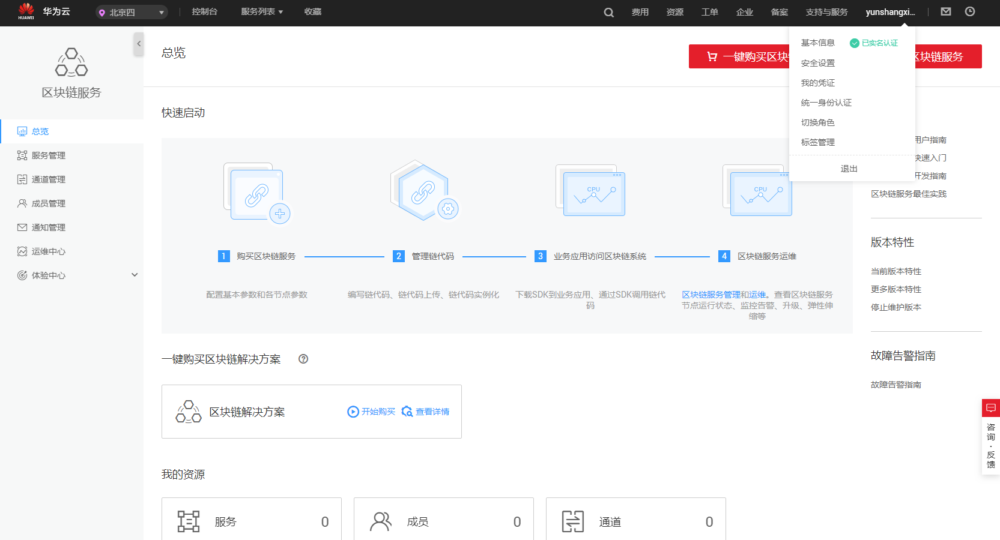 HUAWEI
华为云
北京四
控制台
服务列表
收藏
费用
资源
工单
企业
备案
支持与服务
yunshangxi...
基本信息
已实名认证
安全设置
我的凭证
统一身份认证
切换角色
标签管理
退出
区块链服务
总览
服务管理
通道管理
成员管理
通知管理
运维中心
体验中心
总览
一键购买区块
区块链服务
快速启动
CPU
CPU
1 购买区块链服务
2 管理链代码
3 业务应用访问区块链系统
4 区块链服务运维
配置基本参数和各节点参数
编写链代码、链代码上传、链代码实例化
下载SDK到业务应用、通过SDK调用链代
码
区块链服务管理和运维。查看区块链服务
节点运行状态、监控告警、升级、弹性伸
缩等
用户指南
快速入门
开发指南
区块链服务最佳实践
版本特性
当前版本特性
更多版本特性
停止维护版本
故障告警指南
故障告警指南
一键购买区块链解决方案
区块链解决方案
开始购买
查看详情
我的资源
服务 0
成员 0
通道 0
咨询·反馈